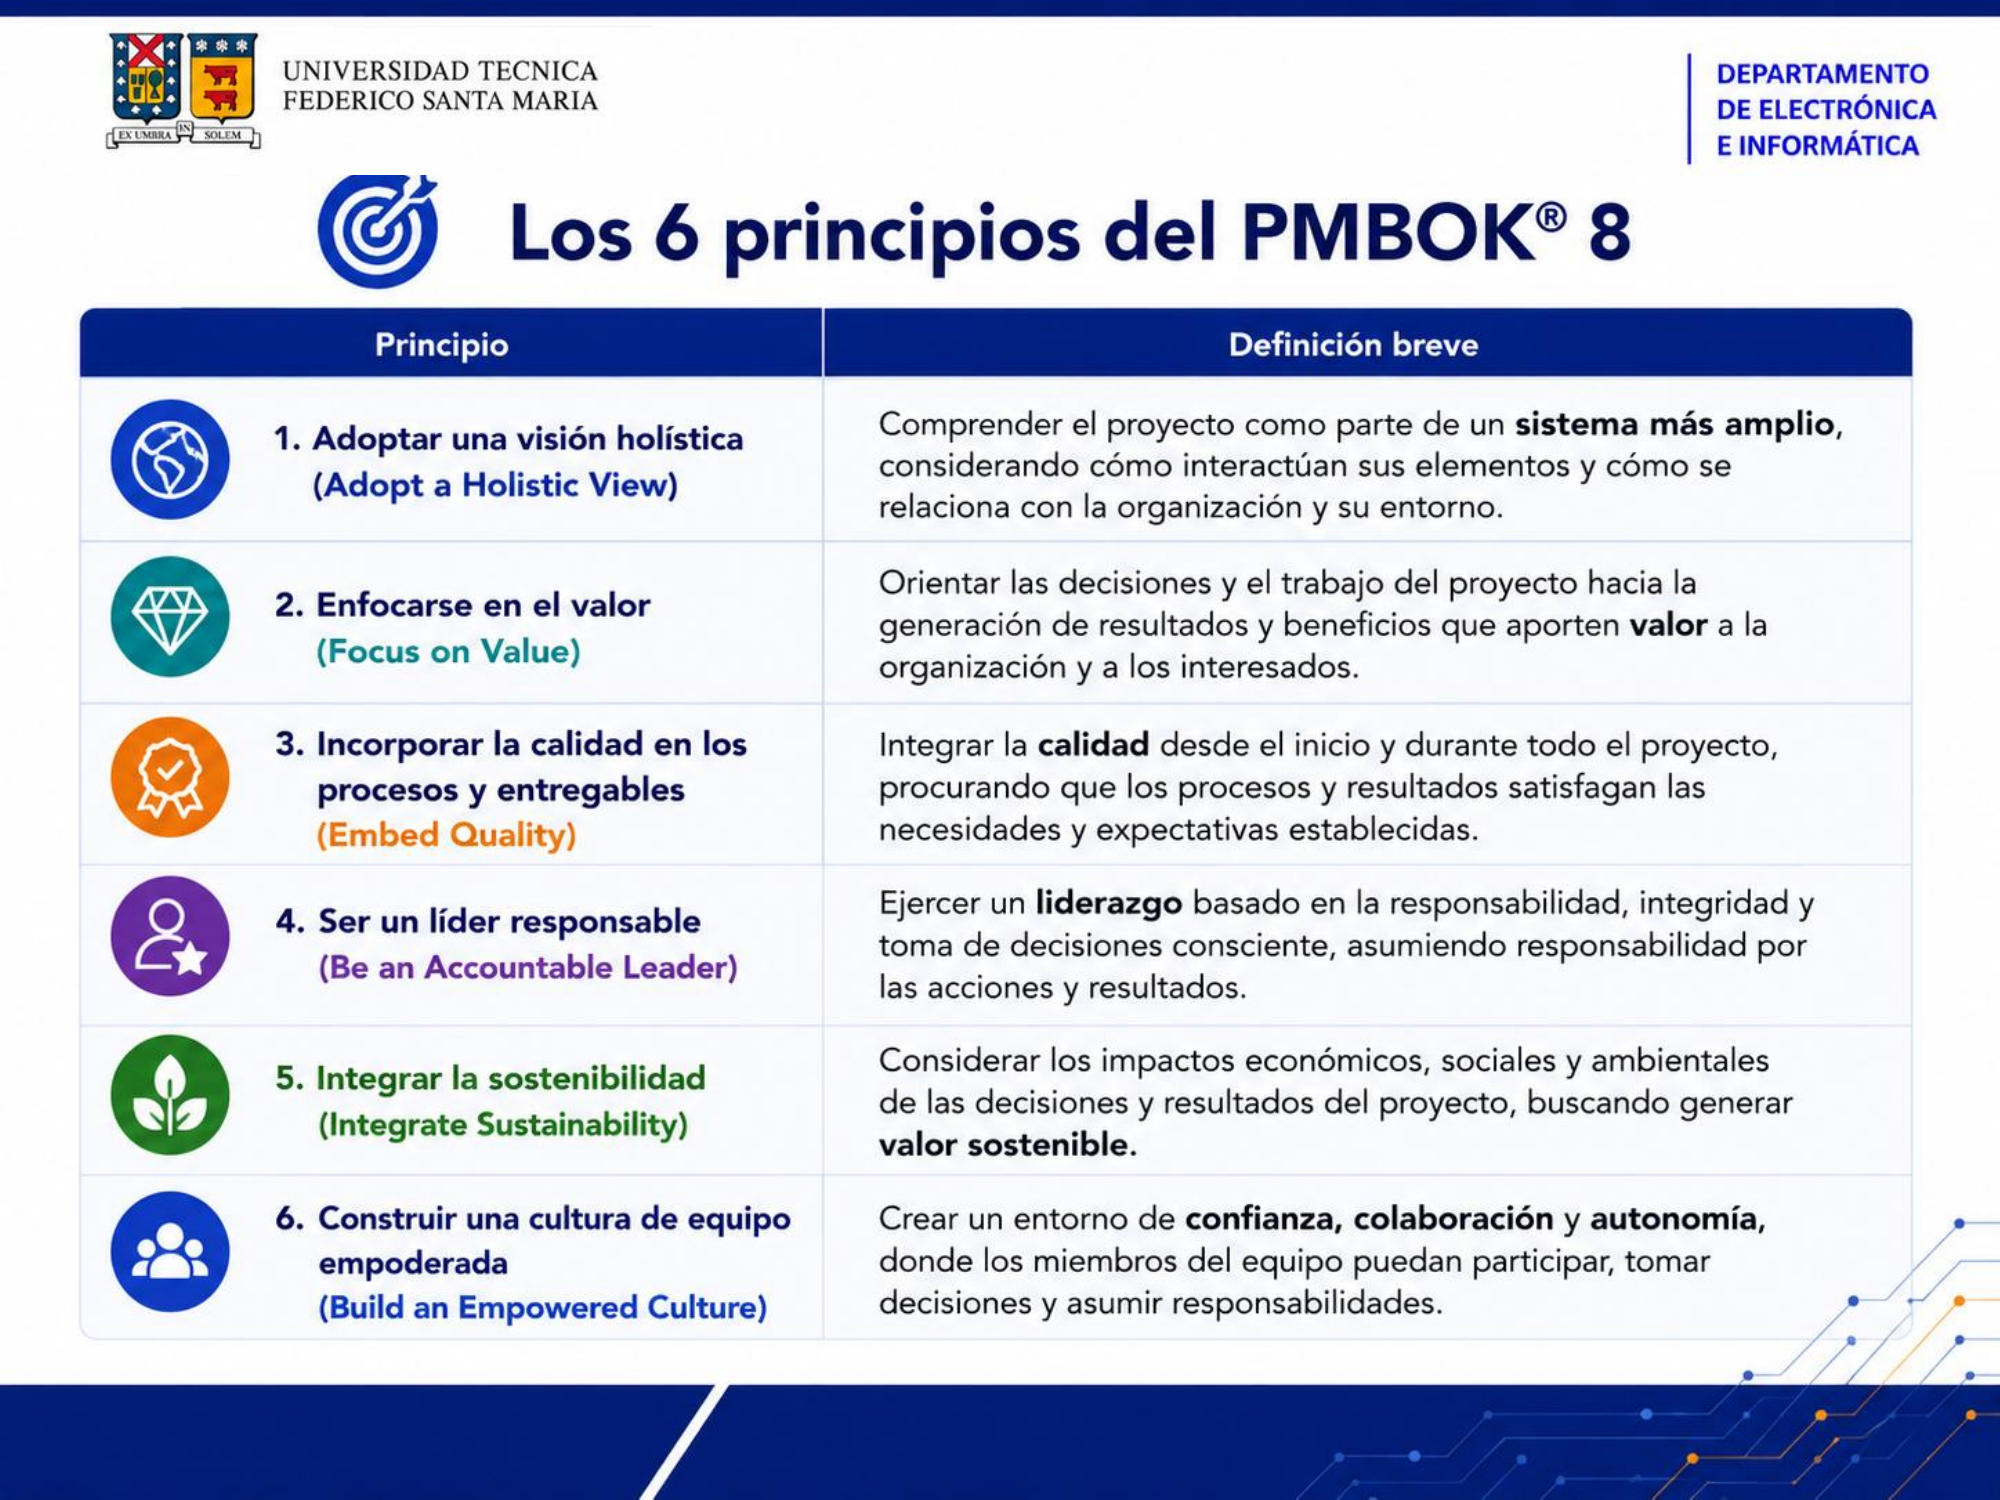 EX UMBRA IN SOLEM
UNIVERSIDAD TECNICA
FEDERICO SANTA MARIA
DEPARTAMENTO
DE ELECTRÓNICA
E INFORMÁTICA
Los 6 principios del PMBOK® 8
Principio
Definición breve
1. Adoptar una visión holística
(Adopt a Holistic View)
Comprender el proyecto como parte de un sistema más amplio,
considerando cómo interactúan sus elementos y cómo se
relaciona con la organización y su entorno.
2. Enfocarse en el valor
(Focus on Value)
Orientar las decisiones y el trabajo del proyecto hacia la
generación de resultados y beneficios que aporten valor a la
organización y a los interesados.
3. Incorporar la calidad en los
procesos y entregables
(Embed Quality)
Integrar la calidad desde el inicio y durante todo el proyecto,
procurando que los procesos y resultados satisfagan las
necesidades y expectativas establecidas.
4. Ser un líder responsable
(Be an Accountable Leader)
Ejercer un liderazgo basado en la responsabilidad, integridad y
toma de decisiones consciente, asumiendo responsabilidad por
las acciones y resultados.
5. Integrar la sostenibilidad
(Integrate Sustainability)
Considerar los impactos económicos, sociales y ambientales
de las decisiones y resultados del proyecto, buscando generar
valor sostenible.
6. Construir una cultura de equipo
empoderada
(Build an Empowered Culture)
Crear un entorno de confianza, colaboración y autonomía,
donde los miembros del equipo puedan participar, tomar
decisiones y asumir responsabilidades.